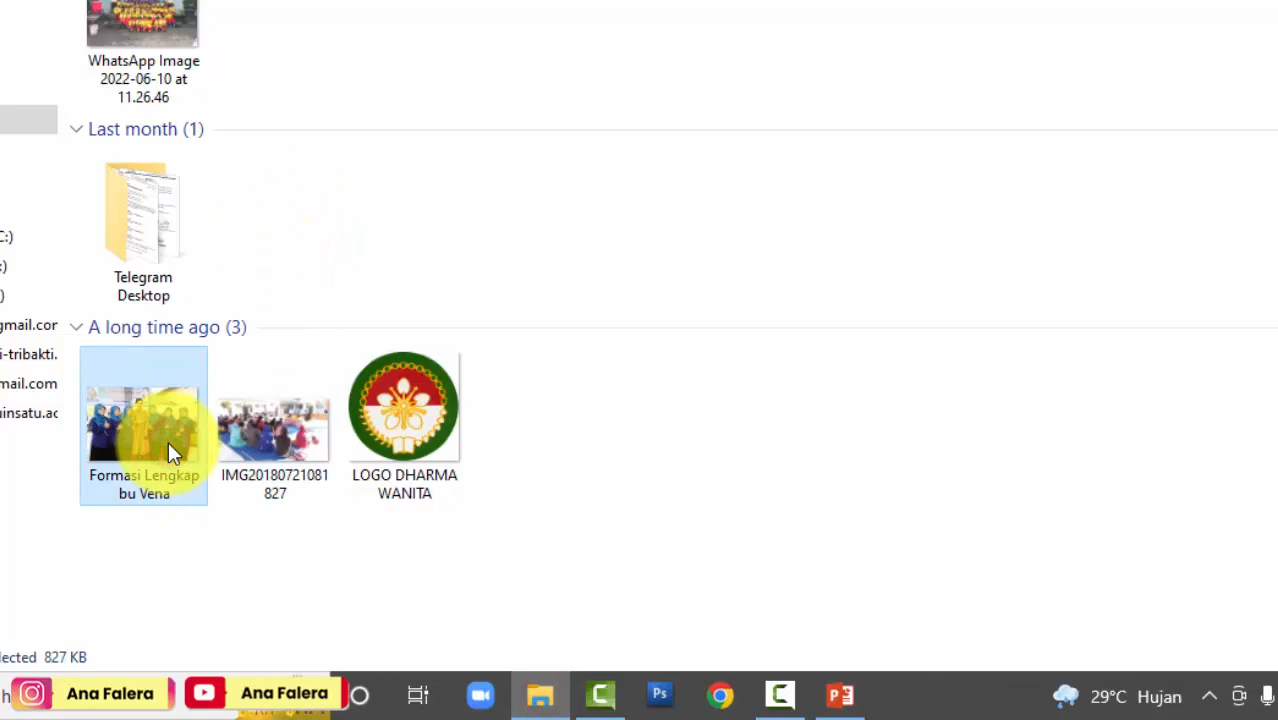 WhatsApp Image
2022-06-10 at
11.26.46
Last month (1)
Telegram
Desktop
C:)
:)
)
A long time ago (3)
gmail.cor
i-tribakti.
mail.com
uinsatu.ac
Formasi Lengkap
bu Vena
IMG20180721081
827
LOGO DHARMA
WANITA
lected 827 KB
h
Ana Falera
Ana Falera
Ps
29°C Hujan